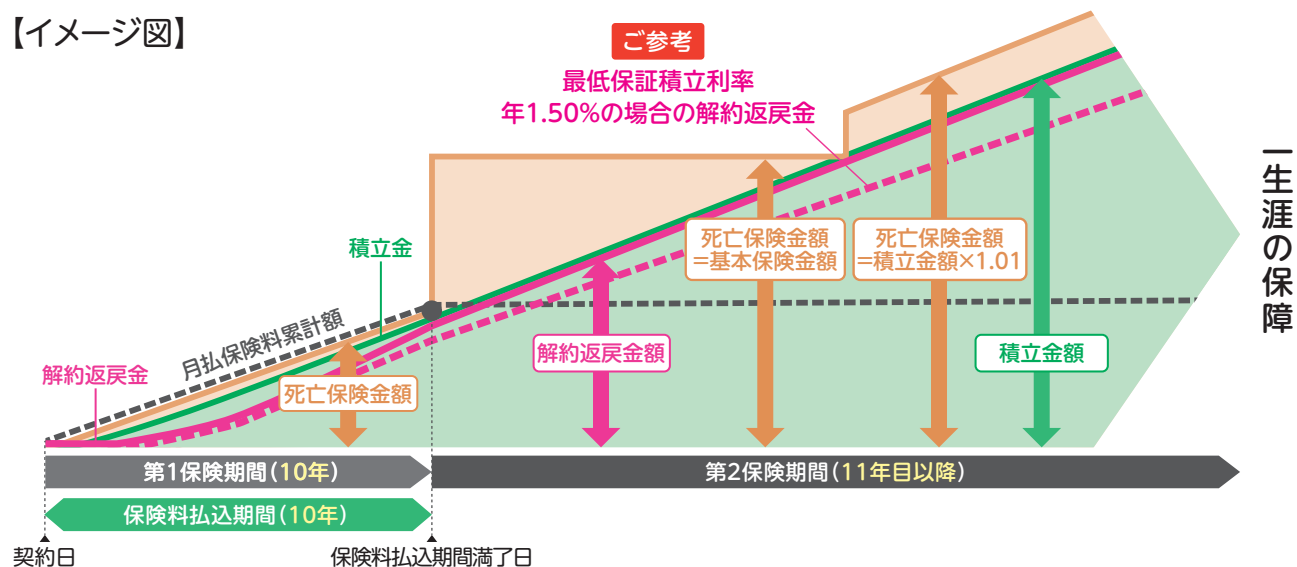 【イメージ図】
ご参考
最低保証積立利率
年1.50%の場合の解約返戻金
積立金
月払保険料累計額
解約返戻金
死亡保険金額
解約返戻金額
死亡保険金額
=基本保険金額
死亡保険金額
=積立金額×1.01
積立金額
一生涯の保障
第1保険期間(10年)
第2保険期間(11年目以降)
保険料払込期間(10年)
契約日
保険料払込期間満了日